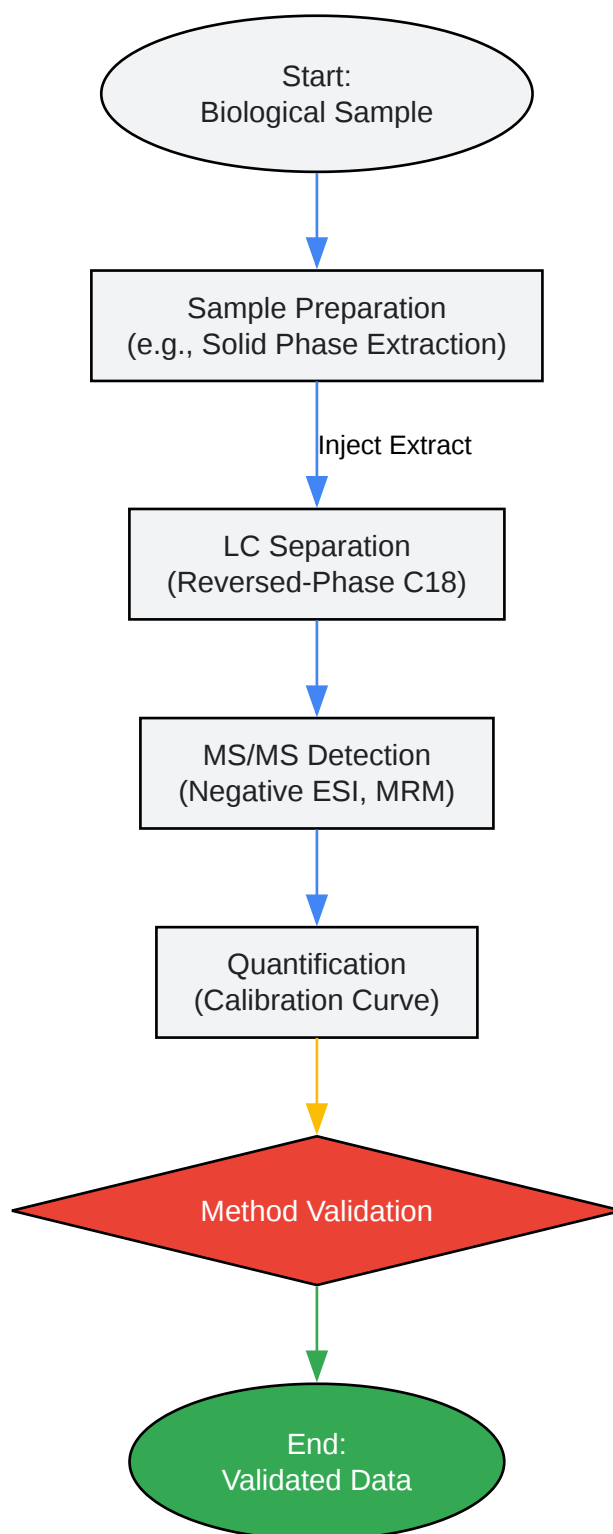 Start:
Biological Sample
Sample Preparation
(e.g., Solid Phase Extraction)
Inject Extract
LC Separation
(Reversed-Phase C18)
MS/MS Detection
(Negative ESI, MRM)
Quantification
(Calibration Curve)
Method Validation
End:
Validated Data